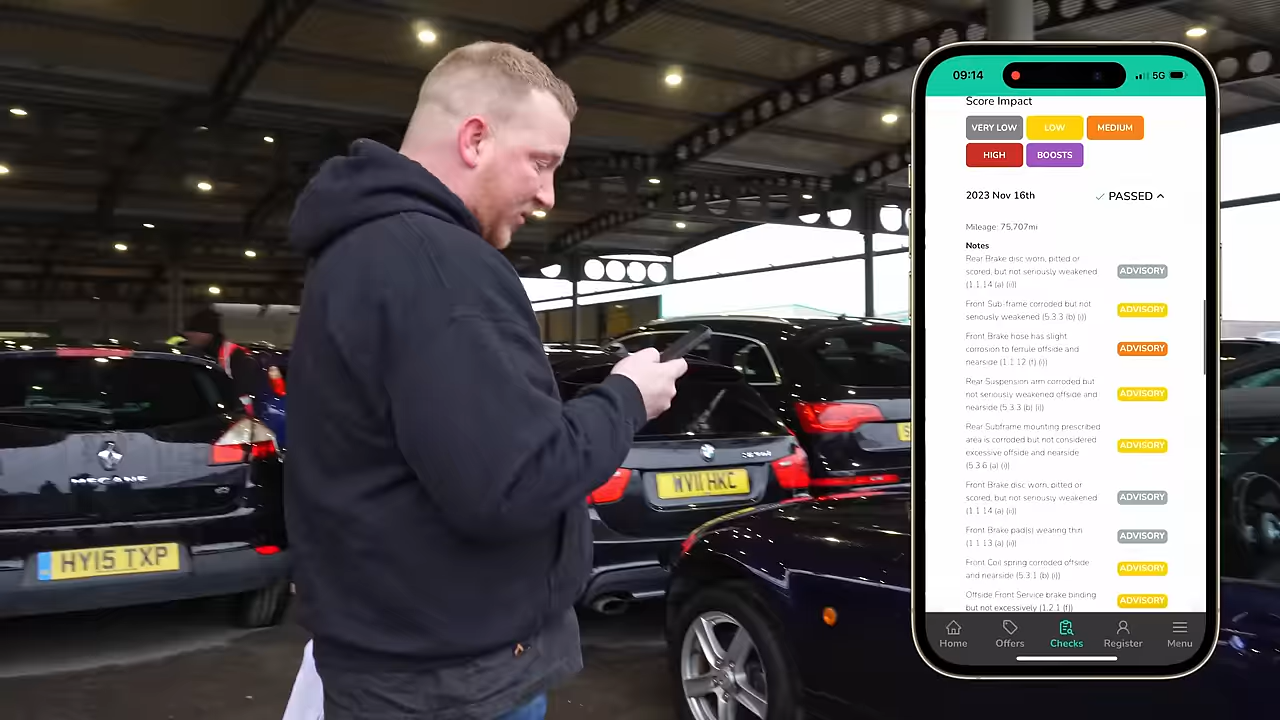 09:14
5G
Score Impact
VERY LOW
LOW
MEDIUM
HIGH
BOOSTS
2023 Nov 16th
PASSED
Mileage: 75,707mi
Notes
Rear Brake disc worn, pitted or
scored, but not seriously weakened
(1.1.14 (a) (ii))
ADVISORY
Front Sub-frame corroded but not
seriously weakened (5.3.3 (b) (i))
ADVISORY
Front Brake hose has slight
corrosion to ferrule offside and
nearside (1.1.12 (f) (i))
ADVISORY
Rear Suspension arm corroded but
not seriously weakened offside and
nearside (5.3.3 (b) (i))
ADVISORY
Rear Subframe mounting prescribed
area is corroded but not considered
excessive offside and nearside
(5.3.6 (a) (i))
ADVISORY
Front Brake disc worn, pitted or
scored, but not seriously weakened
(1.1.14 (a) (ii))
ADVISORY
Front Brake pad(s) wearing thin
(1.1.13 (a) (ii))
ADVISORY
Front Coil spring corroded offside
and nearside (5.3.1 (b) (i))
ADVISORY
Offside Front Service brake binding
but not excessively (1.2.1 (f))
ADVISORY
Home
Offers
Checks
Register
Menu
MEGANE
HY15 TXP
WV11 HKC